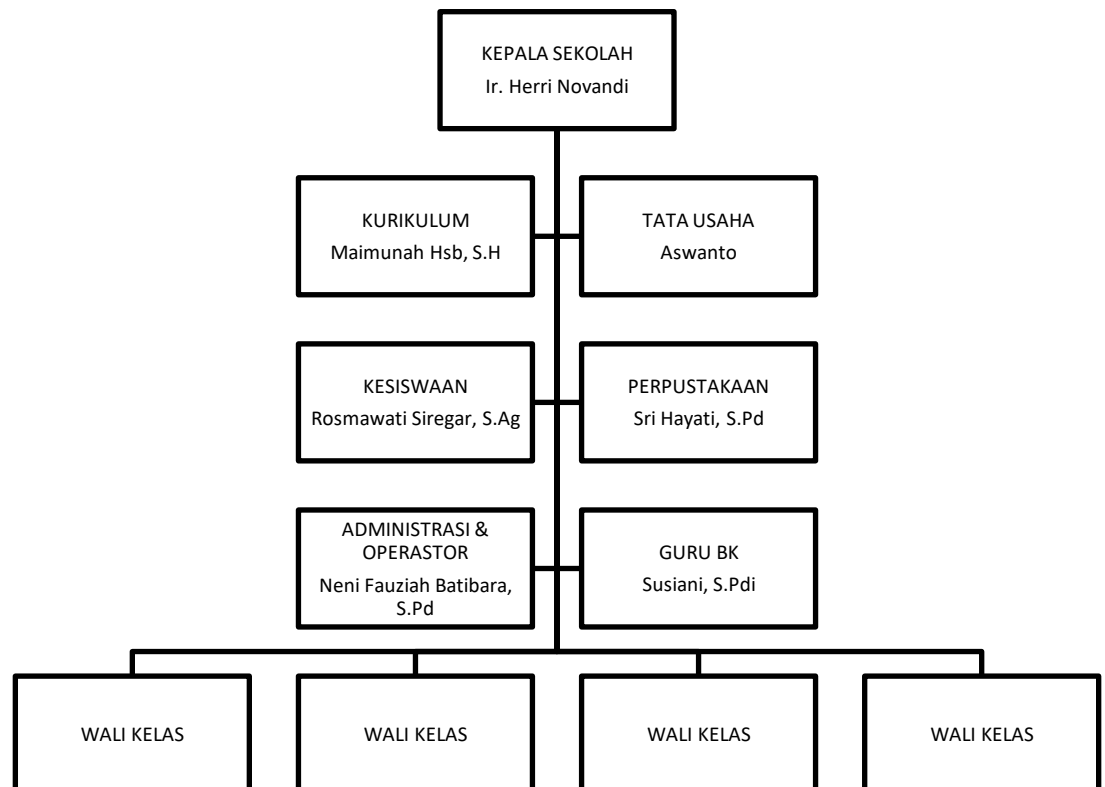 KEPALA SEKOLAH
Ir. Herri Novandi
KURIKULUM
Maimunah Hsb, S.H
TATA USAHA
Aswanto
KESISWAAN
Rosmawati Siregar, S.Ag
PERPUSTAKAAN
Sri Hayati, S.Pd
ADMINISTRASI &
OPERASTOR
Neni Fauziah Batibara,
S.Pd
GURU BK
Susiani, S.Pdi
WALI KELAS
WALI KELAS
WALI KELAS
WALI KELAS